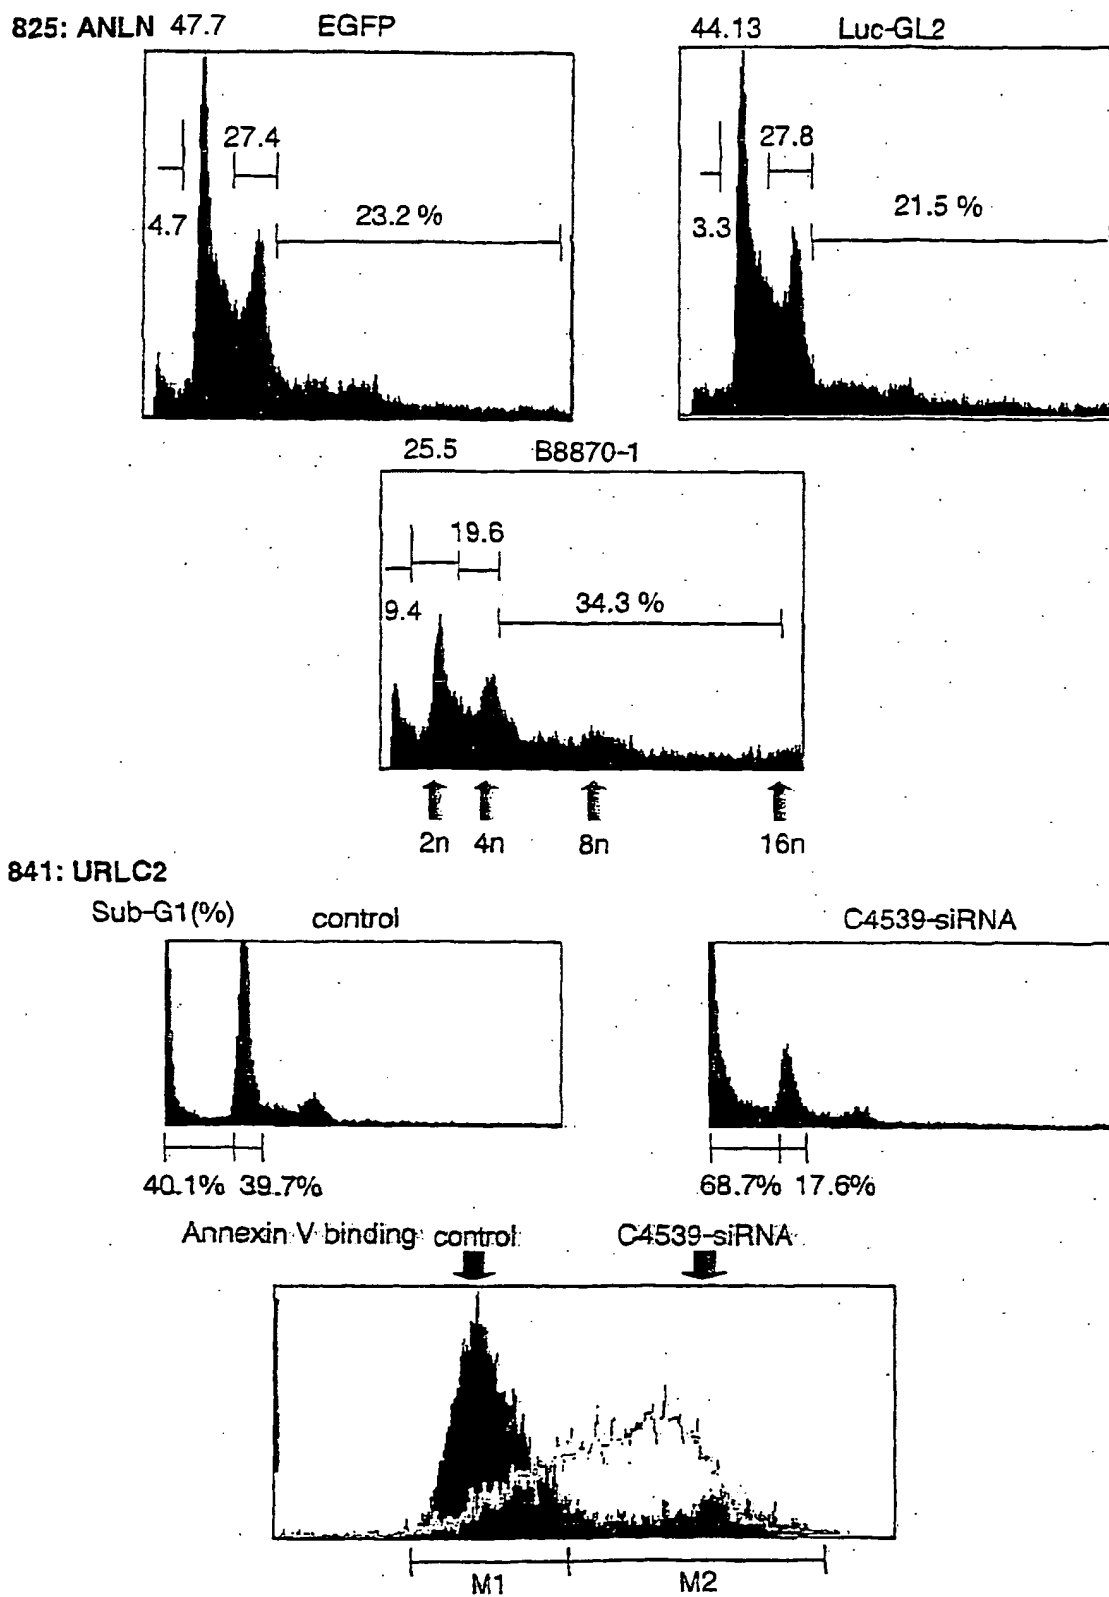 825: ANLN 47.7 EGFP 44.13 Luc-GL2
27.4 27.8
4.7 23.2 % 3.3 21.5 %
25.5 B8870-1
19.6
9.4 34.3 %
2n 4n 8n 16n
841: URLC2
Sub-G1(%) control C4539-siRNA
40.1% 39.7% 68.7% 17.6%
Annexin V binding control C4539-siRNA
M1 M2